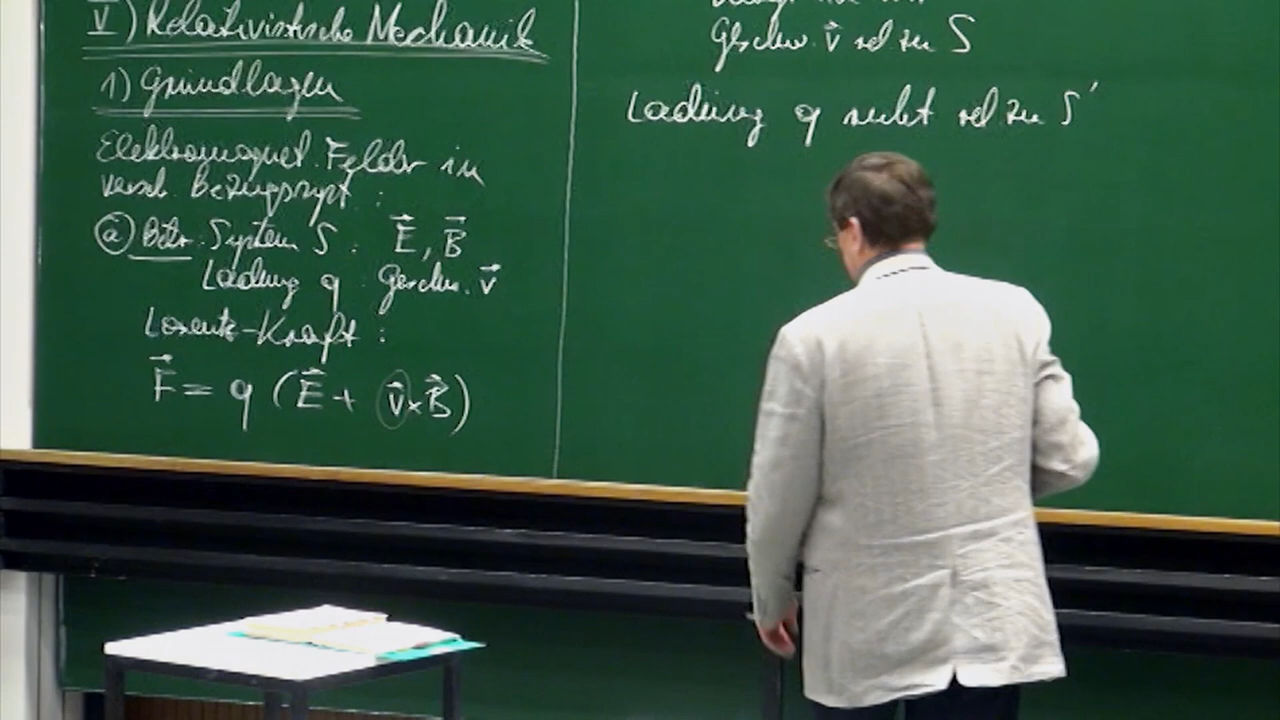 V) Relativistische Mechanik
1) Grundlagen
Elektromagnet. Felder in
versch. Bezugssyst. :
(a) Betr. System S : E⃗, B⃗
Ladung q : Geschw. v⃗
Lorentz-Kraft :
F⃗ = q (E⃗ + v⃗ × B⃗)
Geschw. v⃗ rel zu S
Ladung q ruht rel zu S'